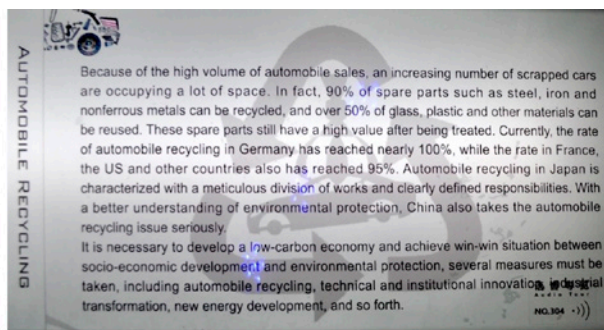 AUTOMOBILE RECYCLING
Because of the high volume of automobile sales, an increasing number of scrapped cars
are occupying a lot of space. In fact, 90% of spare parts such as steel, iron and
nonferrous metals can be recycled, and over 50% of glass, plastic and other materials can
be reused. These spare parts still have a high value after being treated. Currently, the rate
of automobile recycling in Germany has reached nearly 100%, while the rate in France,
the US and other countries also has reached 95%. Automobile recycling in Japan is
characterized with a meticulous division of works and clearly defined responsibilities. With
a better understanding of environmental protection, China also takes the automobile
recycling issue seriously.
It is necessary to develop a low-carbon economy and achieve win-win situation between
socio-economic development and environmental protection, several measures must be
taken, including automobile recycling, technical and institutional innovation, industrial
transformation, new energy development, and so forth.
Audio Tour
NO.304